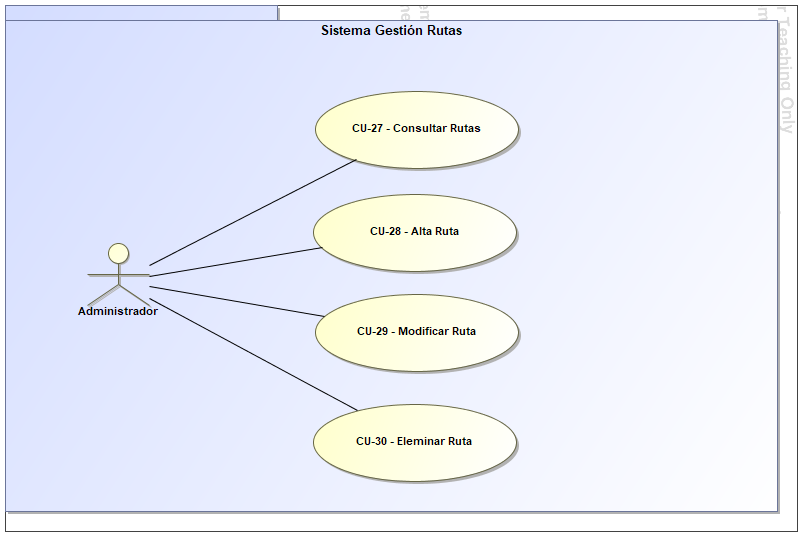 Sistema Gestión Rutas
CU-27 - Consultar Rutas
CU-28 - Alta Ruta
Administrador
CU-29 - Modificar Ruta
CU-30 - Eleminar Ruta
r Teaching Only